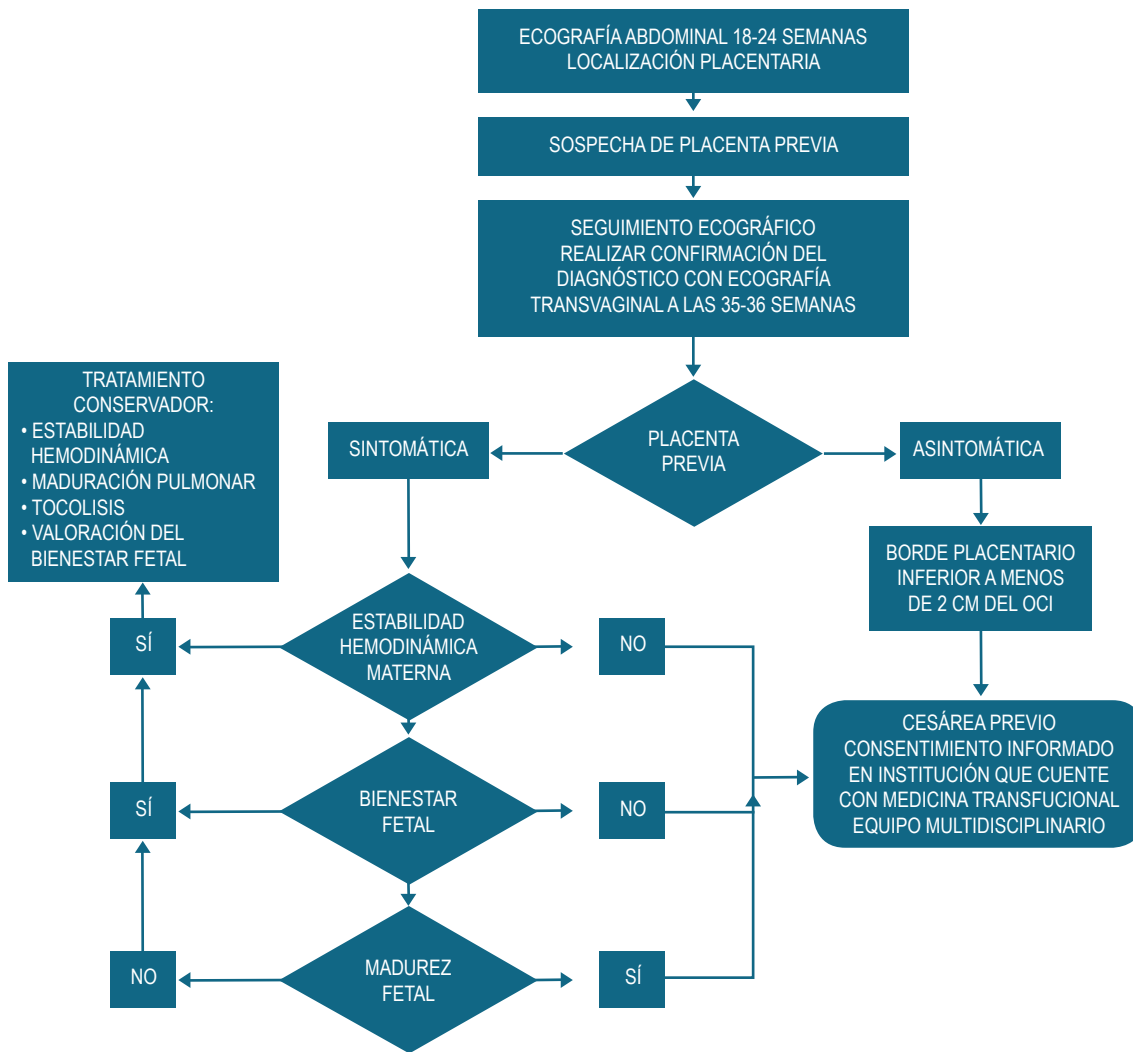 ECOGRAFÍA ABDOMINAL 18-24 SEMANAS
LOCALIZACIÓN PLACENTARIA
SOSPECHA DE PLACENTA PREVIA
SEGUIMIENTO ECOGRÁFICO
REALIZAR CONFIRMACIÓN DEL
DIAGNÓSTICO CON ECOGRAFÍA
TRANSVAGINAL A LAS 35-36 SEMANAS
TRATAMIENTO
CONSERVADOR:
• ESTABILIDAD
HEMODINÁMICA
• MADURACIÓN PULMONAR
• TOCOLISIS
• VALORACIÓN DEL
BIENESTAR FETAL
SINTOMÁTICA
PLACENTA
PREVIA
ASINTOMÁTICA
BORDE PLACENTARIO
INFERIOR A MENOS
DE 2 CM DEL OCI
SÍ
ESTABILIDAD
HEMODINÁMICA
MATERNA
NO
CESÁREA PREVIO
CONSENTIMIENTO INFORMADO
EN INSTITUCIÓN QUE CUENTE
CON MEDICINA TRANSFUCIONAL
EQUIPO MULTIDISCIPLINARIO
SÍ
BIENESTAR
FETAL
NO
NO
MADUREZ
FETAL
SÍ